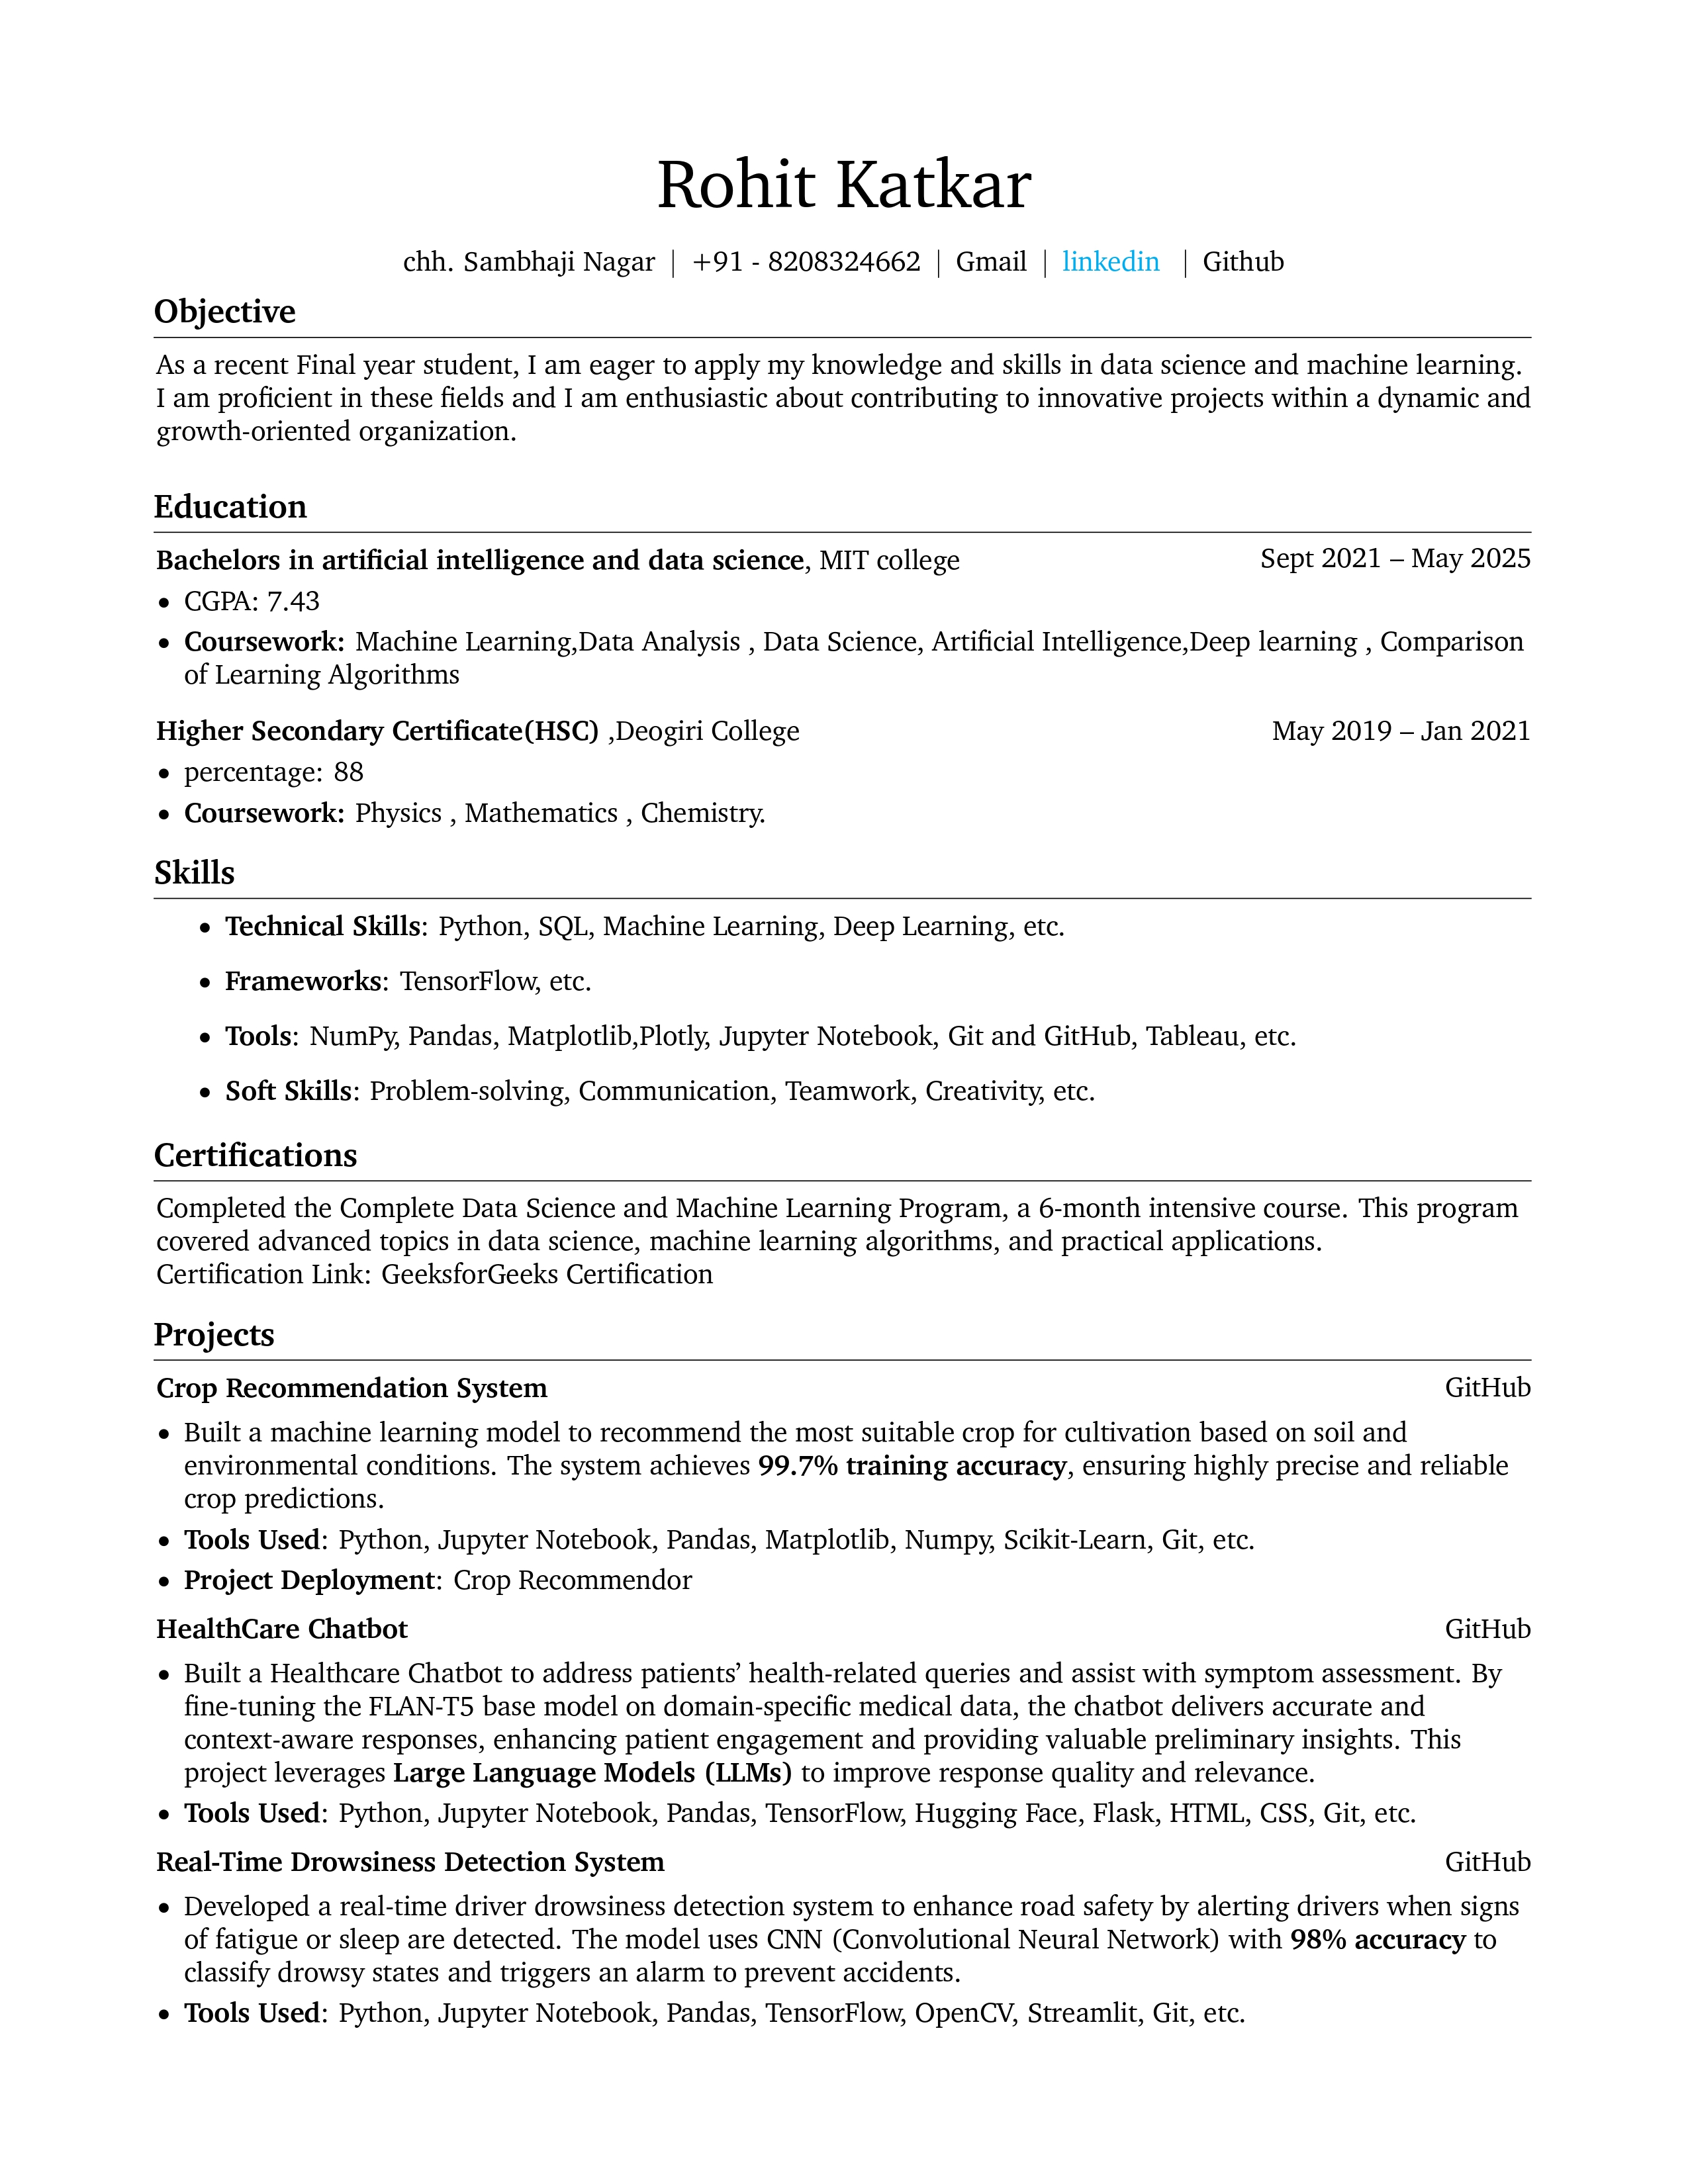 Rohit Katkar
chh. Sambhaji Nagar | +91 - 8208324662 | Gmail | linkedin | Github
Objective
As a recent Final year student, I am eager to apply my knowledge and skills in data science and machine learning.
I am proficient in these fields and I am enthusiastic about contributing to innovative projects within a dynamic and
growth-oriented organization.
Education
Bachelors in artificial intelligence and data science, MIT college Sept 2021 – May 2025
• CGPA: 7.43
• Coursework: Machine Learning,Data Analysis , Data Science, Artificial Intelligence,Deep learning , Comparison
of Learning Algorithms
Higher Secondary Certificate(HSC) ,Deogiri College May 2019 – Jan 2021
• percentage: 88
• Coursework: Physics , Mathematics , Chemistry.
Skills
• Technical Skills: Python, SQL, Machine Learning, Deep Learning, etc.
• Frameworks: TensorFlow, etc.
• Tools: NumPy, Pandas, Matplotlib,Plotly, Jupyter Notebook, Git and GitHub, Tableau, etc.
• Soft Skills: Problem-solving, Communication, Teamwork, Creativity, etc.
Certifications
Completed the Complete Data Science and Machine Learning Program, a 6-month intensive course. This program
covered advanced topics in data science, machine learning algorithms, and practical applications.
Certification Link: GeeksforGeeks Certification
Projects
Crop Recommendation System GitHub
• Built a machine learning model to recommend the most suitable crop for cultivation based on soil and
environmental conditions. The system achieves 99.7% training accuracy, ensuring highly precise and reliable
crop predictions.
• Tools Used: Python, Jupyter Notebook, Pandas, Matplotlib, Numpy, Scikit-Learn, Git, etc.
• Project Deployment: Crop Recommendor
HealthCare Chatbot GitHub
• Built a Healthcare Chatbot to address patients’ health-related queries and assist with symptom assessment. By
fine-tuning the FLAN-T5 base model on domain-specific medical data, the chatbot delivers accurate and
context-aware responses, enhancing patient engagement and providing valuable preliminary insights. This
project leverages Large Language Models (LLMs) to improve response quality and relevance.
• Tools Used: Python, Jupyter Notebook, Pandas, TensorFlow, Hugging Face, Flask, HTML, CSS, Git, etc.
Real-Time Drowsiness Detection System GitHub
• Developed a real-time driver drowsiness detection system to enhance road safety by alerting drivers when signs
of fatigue or sleep are detected. The model uses CNN (Convolutional Neural Network) with 98% accuracy to
classify drowsy states and triggers an alarm to prevent accidents.
• Tools Used: Python, Jupyter Notebook, Pandas, TensorFlow, OpenCV, Streamlit, Git, etc.